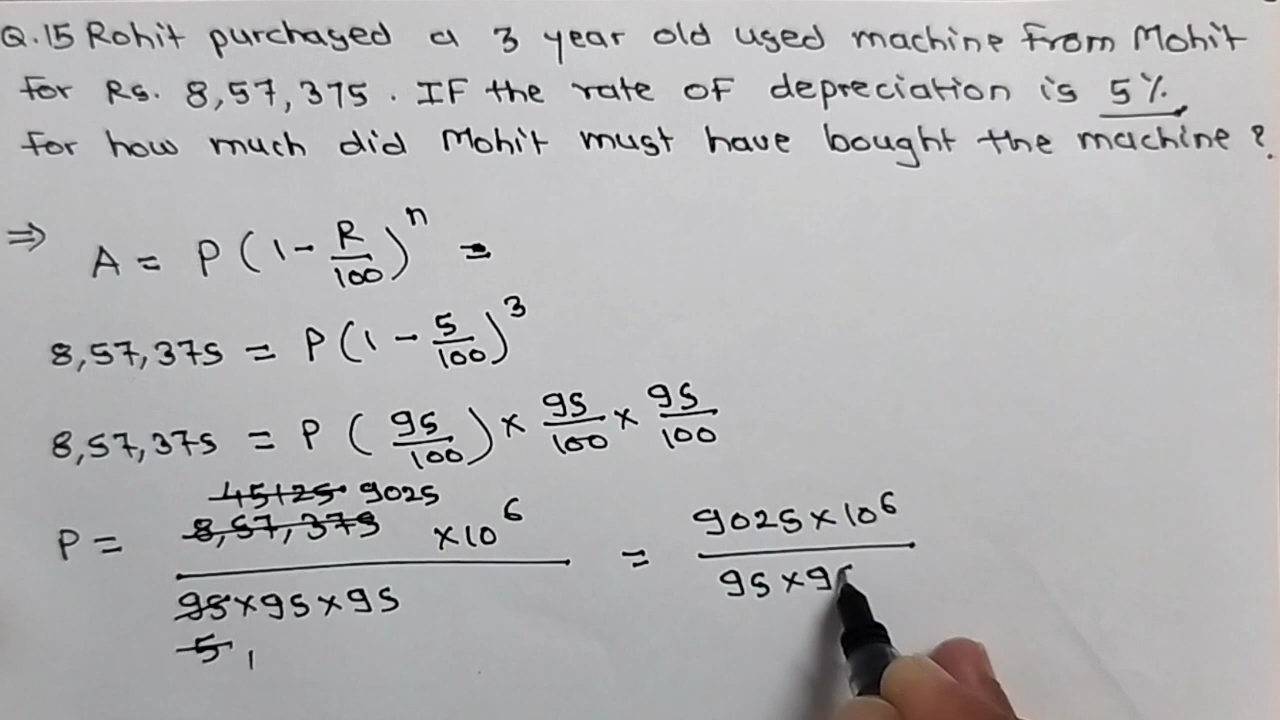 Q.15 Rohit purchased a 3 year old used machine from Mohit
for Rs. 8,57,375. If the rate of depreciation is 5%.
for how much did Mohit must have bought the machine?
⇒ A = P(1 - R/100)^n =
8,57,375 = P(1 - 5/100)^3
8,57,375 = P(95/100) × 95/100 × 95/100
45125 9025
P = 8,57,375 × 10^6 / 95×95×95 = 9025×10^6 / 95×95
5 1